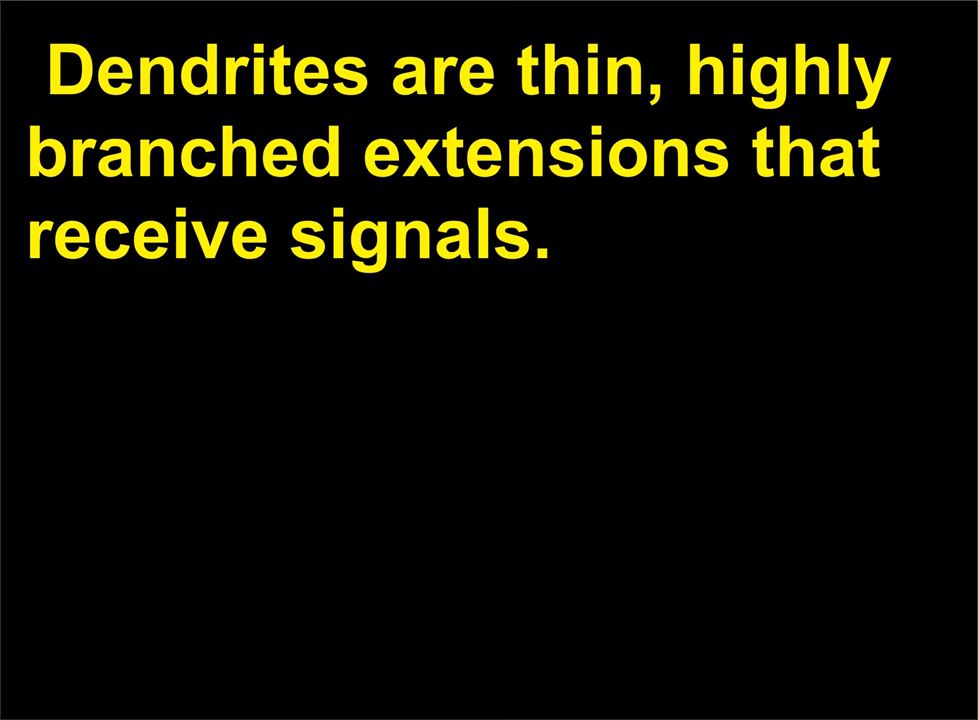 Dendrites are thin, highly
branched extensions that
receive signals.